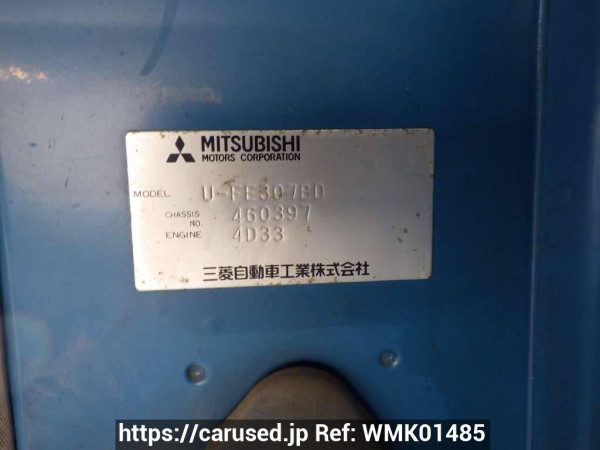 MITSUBISHI
MOTORS CORPORATION
MODEL U-FE307BD
CHASSIS NO. 460397
ENGINE 4D33
三菱自動車工業株式会社
https://carused.jp Ref: WMK01485